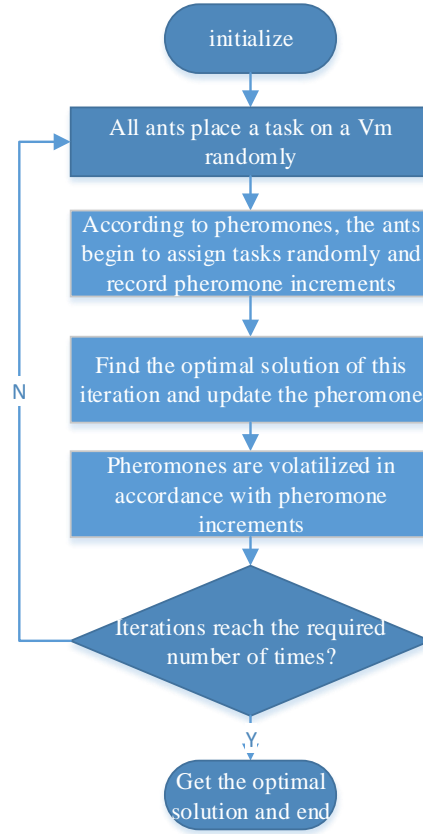 initialize
All ants place a task on a Vm
randomly
According to pheromones, the ants
begin to assign tasks randomly and
record pheromone increments
Find the optimal solution of this
iteration and update the pheromone
N
Pheromones are volatilized in
accordance with pheromone
increments
Iterations reach the required
number of times?
Y
Get the optimal
solution and end